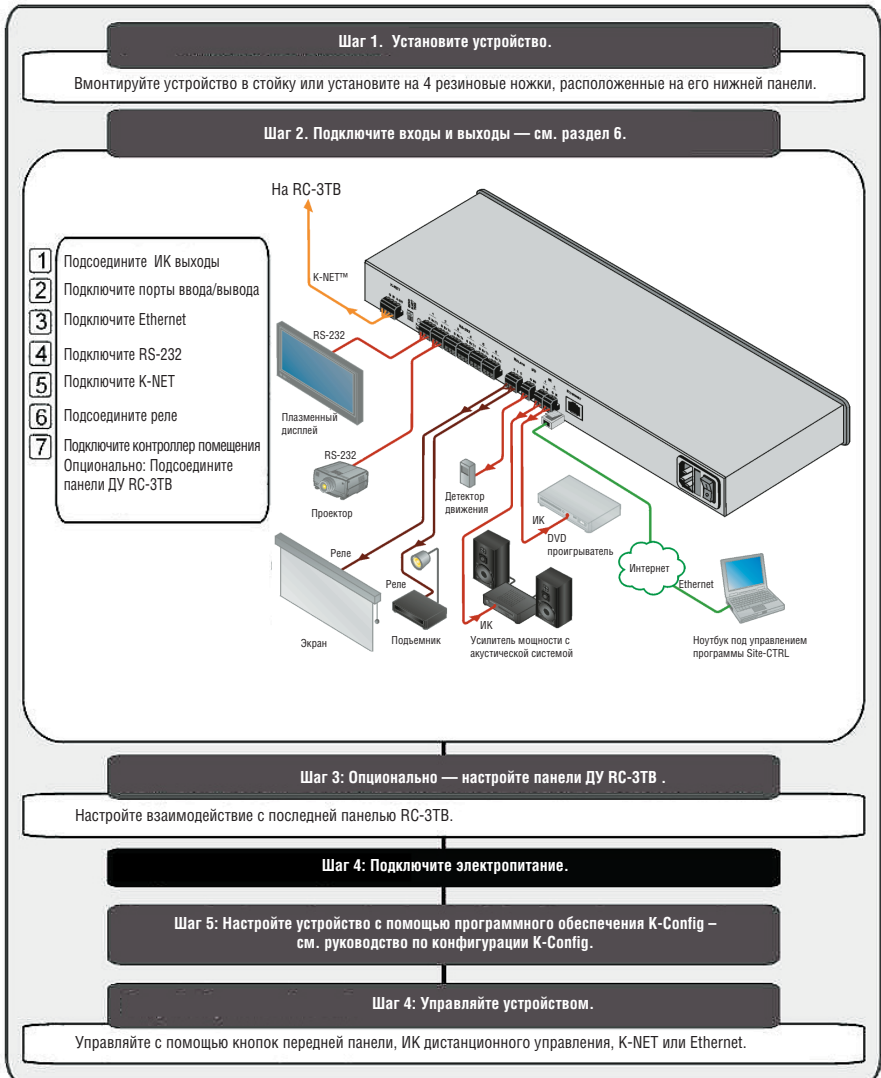 Шаг 1. Установите устройство.
Вмонтируйте устройство в стойку или установите на 4 резиновые ножки, расположенные на его нижней панели.
Шаг 2. Подключите входы и выходы — см. раздел 6.
На RC-3TB
1 Подсоедините ИК выходы
2 Подключите порты ввода/вывода
3 Подключите Ethernet
4 Подключите RS-232
5 Подключите K-NET
6 Подсоедините реле
7 Подключите контроллер помещения
Опционально: Подсоедините
панели ДУ RC-3TB
K-NET™
RS-232
Плазменный
дисплей
RS-232
Проектор
Детектор
движения
ИК
DVD
проигрыватель
Реле
Экран
Реле
Подъемник
ИК
Усилитель мощности с
акустической системой
Интернет
Ethernet
Ноутбук под управлением
программы Site-CTRL
Шаг 3: Опционально — настройте панели ДУ RC-3TB .
Настройте взаимодействие с последней панелью RC-3TB.
Шаг 4: Подключите электропитание.
Шаг 5: Настройте устройство с помощью программного обеспечения K-Config –
см. руководство по конфигурации K-Config.
Шаг 4: Управляйте устройством.
Управляйте с помощью кнопок передней панели, ИК дистанционного управления, K-NET или Ethernet.